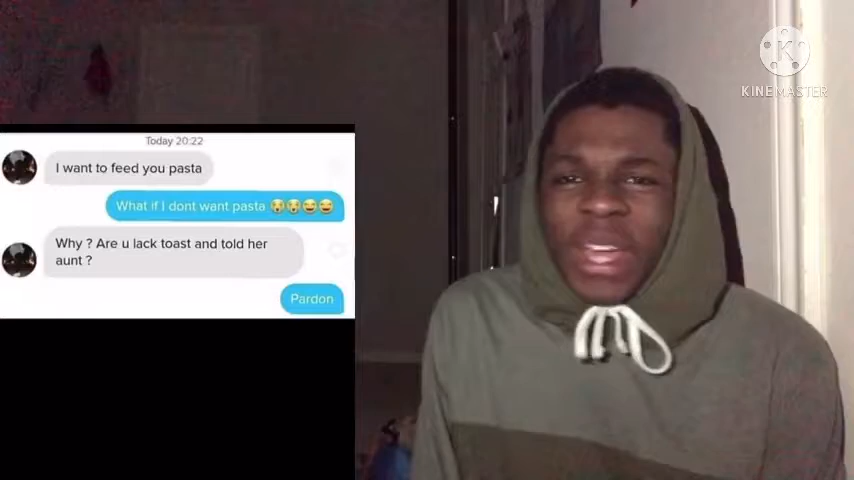 Today 20:22
I want to feed you pasta
What if I dont want pasta 😲😲😂😂
Why ? Are u lack toast and told her
aunt ?
Pardon
KINEMASTER